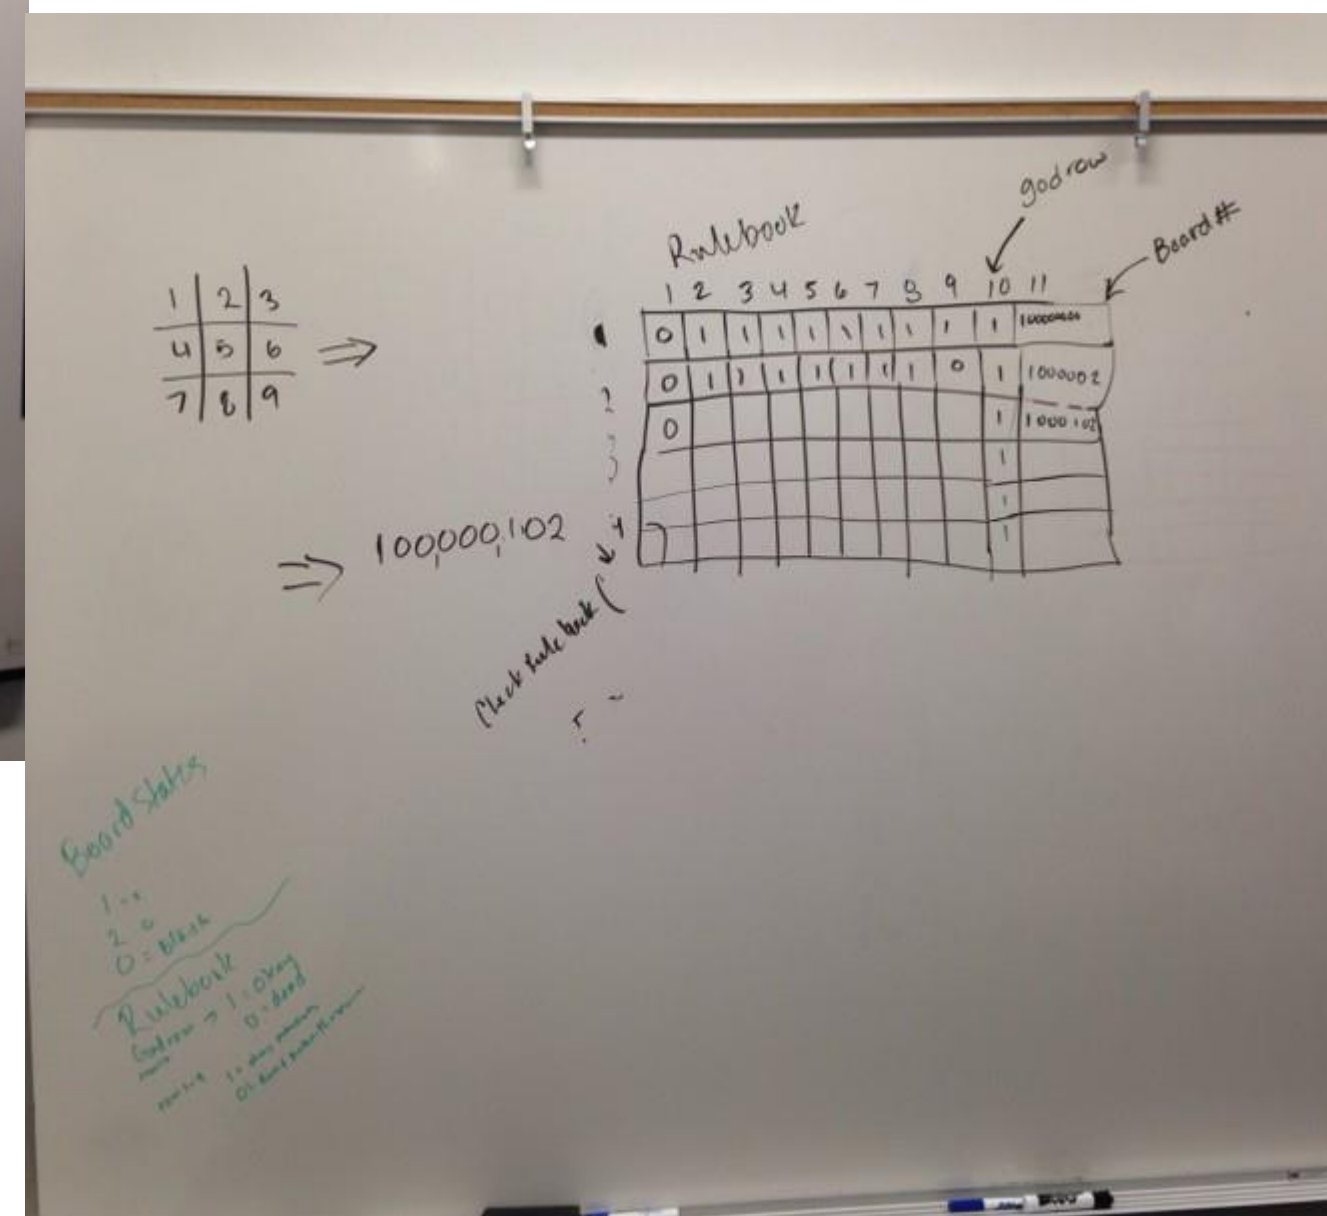 godrow
Board #
Rulebook
1 2 3 4 5 6 7 8 9 10 11
0 1 1 1 1 1 1 1 1 1
2 0 1 1 1 1 1 1 1 0 1 1000002
0 1 1000102
1
1
4 1
1 2 3
4 5 6
7 8 9
100,000,102
Check Rule book (
Board States
1 = x
2 o
0 = Blank
Rulebook
Godrow → 1 = okay
0 = dead